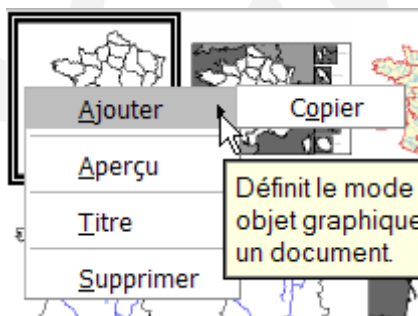 Ajouter
Copier
Aperçu
Titre
Supprimer
Définit le mode
objet graphique
un document.